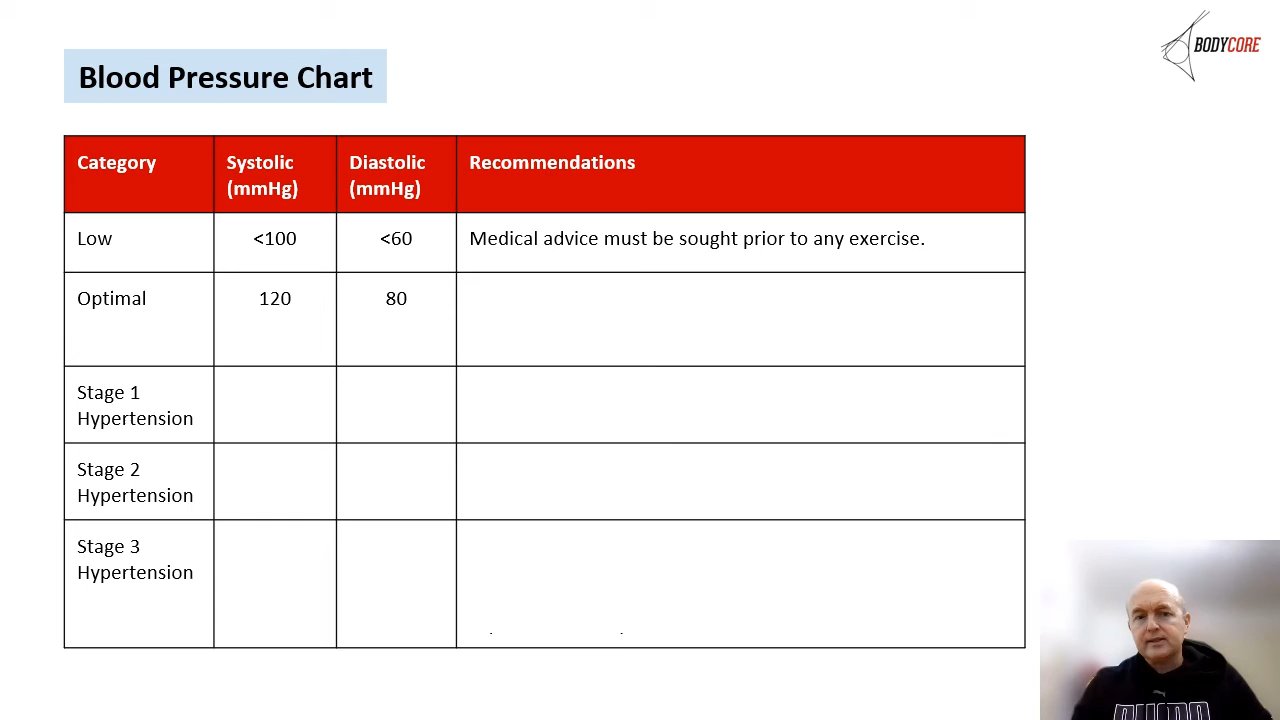 BODYCORE
Blood Pressure Chart
Category Systolic (mmHg) Diastolic (mmHg) Recommendations
Low <100 <60 Medical advice must be sought prior to any exercise.
Optimal 120 80
Stage 1
Hypertension
Stage 2
Hypertension
Stage 3
Hypertension